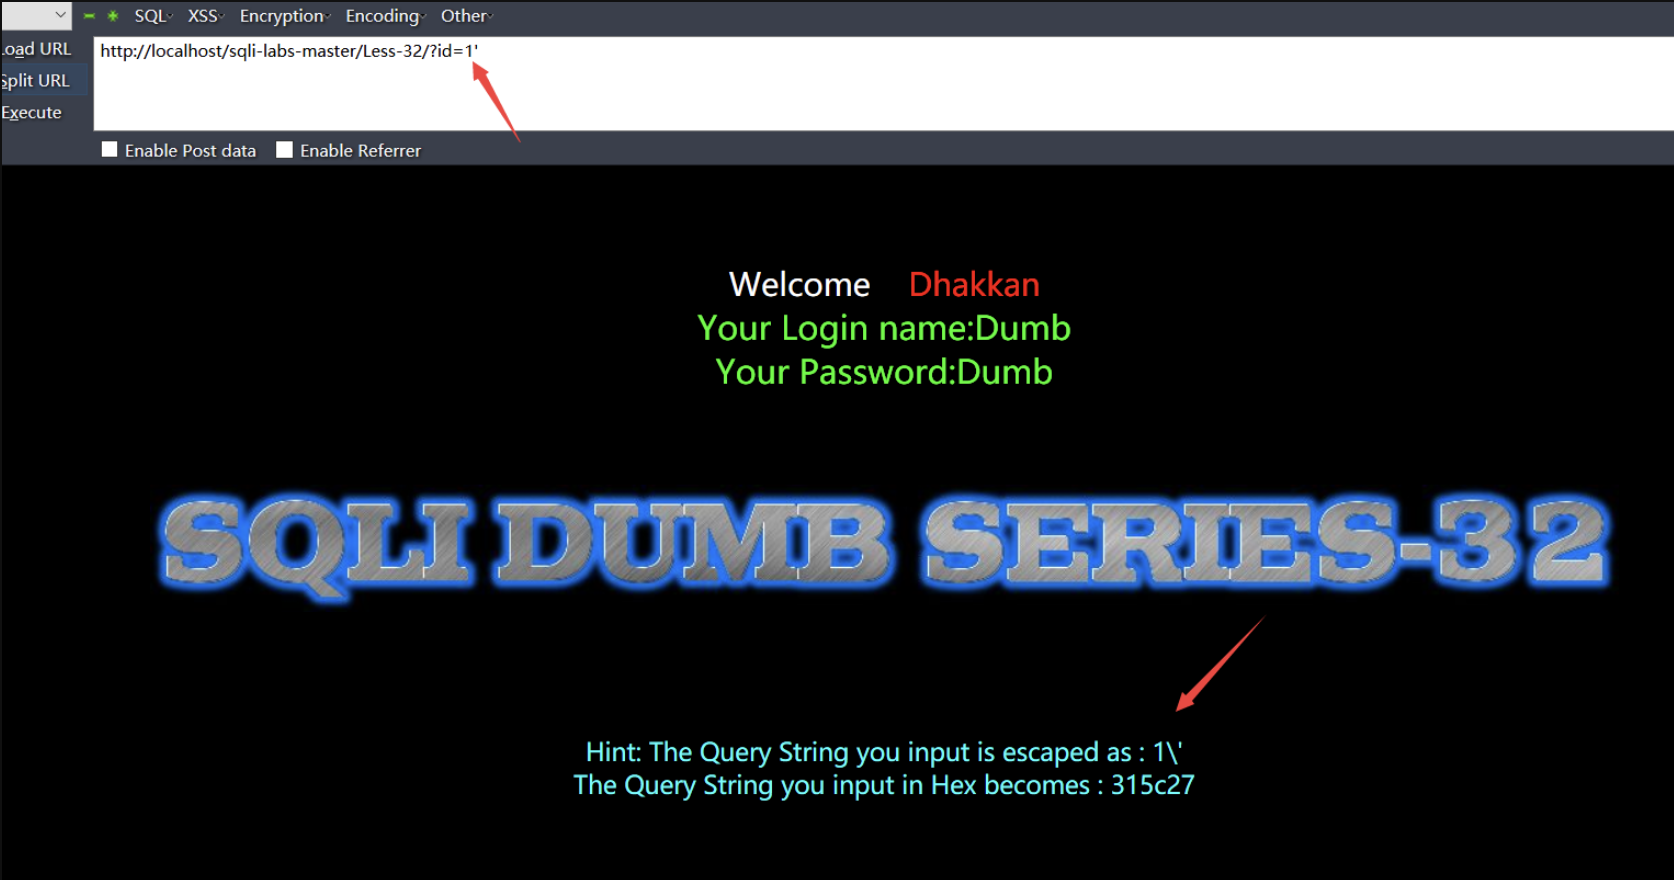 SQL XSS Encryption Encoding Other
Load URL
http://localhost/sqli-labs-master/Less-32/?id=1'
Split URL
Execute
Enable Post data Enable Referrer
Welcome Dhakkan
Your Login name:Dumb
Your Password:Dumb
SQLI DUMB SERIES-32
Hint: The Query String you input is escaped as : 1\'
The Query String you input in Hex becomes : 315c27